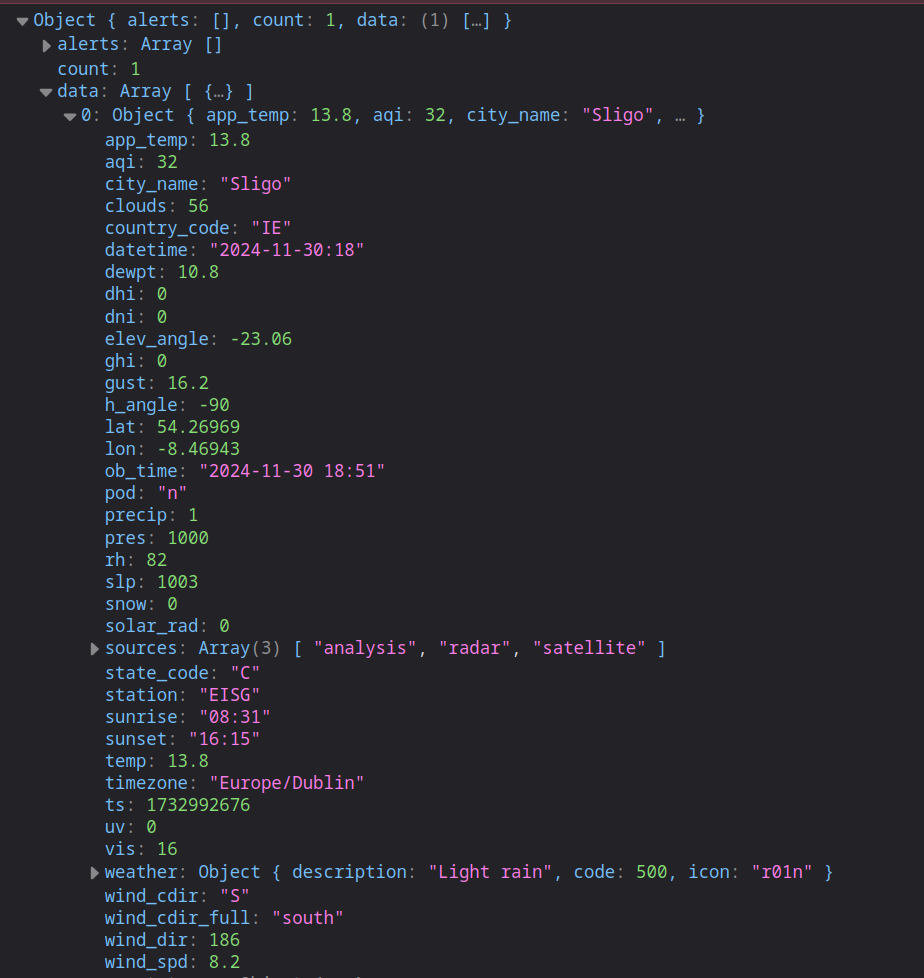 Object { alerts: [], count: 1, data: (1) […] }
alerts: Array []
count: 1
data: Array [ {…} ]
0: Object { app_temp: 13.8, aqi: 32, city_name: "Sligo", … }
app_temp: 13.8
aqi: 32
city_name: "Sligo"
clouds: 56
country_code: "IE"
datetime: "2024-11-30:18"
dewpt: 10.8
dhi: 0
dni: 0
elev_angle: -23.06
ghi: 0
gust: 16.2
h_angle: -90
lat: 54.26969
lon: -8.46943
ob_time: "2024-11-30 18:51"
pod: "n"
precip: 1
pres: 1000
rh: 82
slp: 1003
snow: 0
solar_rad: 0
sources: Array(3) [ "analysis", "radar", "satellite" ]
state_code: "C"
station: "EISG"
sunrise: "08:31"
sunset: "16:15"
temp: 13.8
timezone: "Europe/Dublin"
ts: 1732992676
uv: 0
vis: 16
weather: Object { description: "Light rain", code: 500, icon: "r01n" }
wind_cdir: "S"
wind_cdir_full: "south"
wind_dir: 186
wind_spd: 8.2